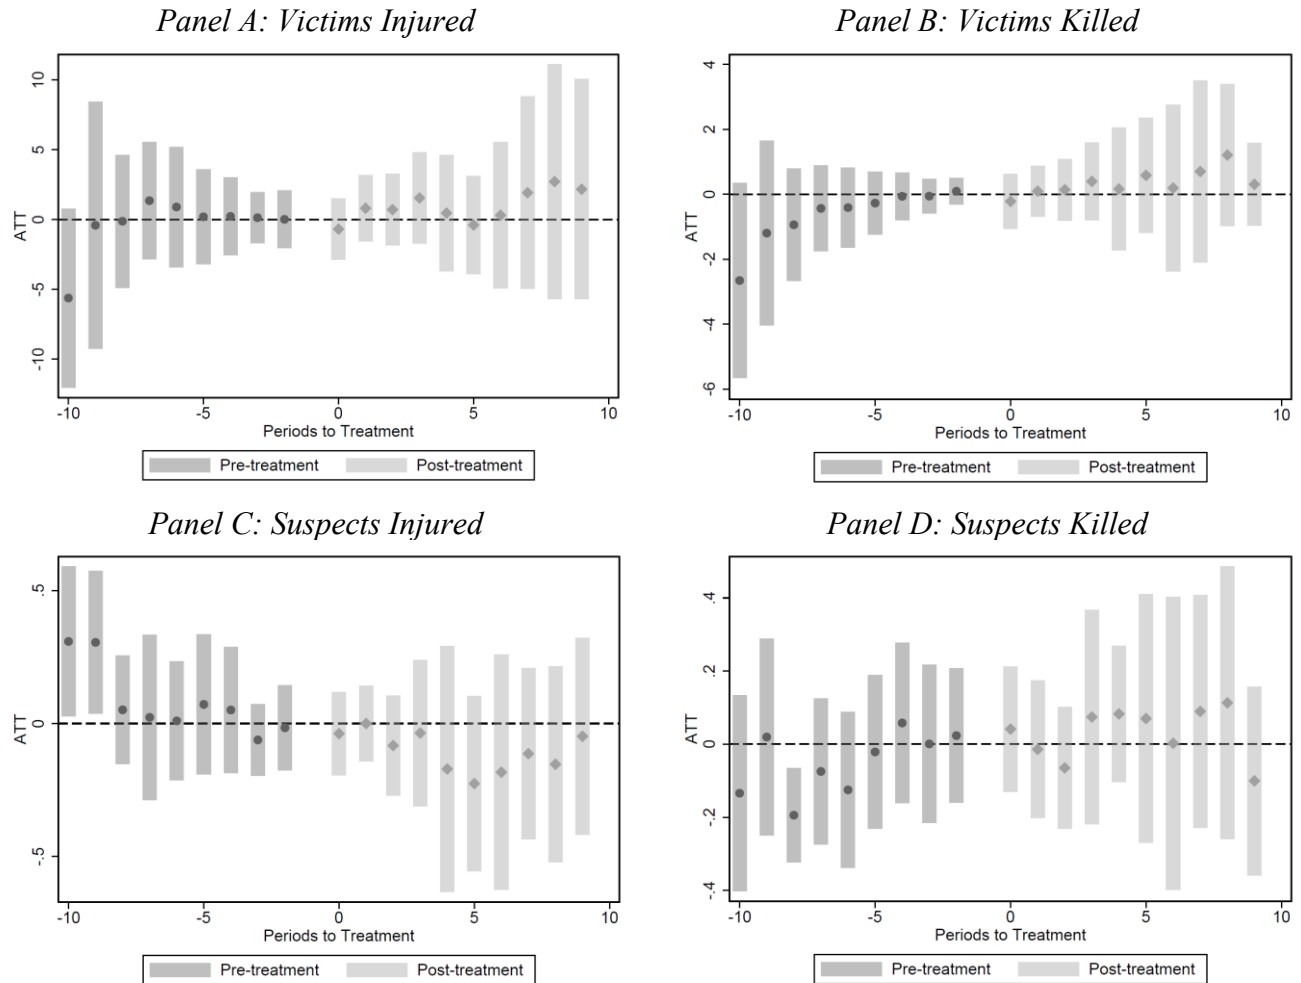 Panel A: Victims Injured
10
5
0
-5
-10
ATT
-10 -5 0 5 10
Periods to Treatment
Pre-treatment Post-treatment
Panel B: Victims Killed
4
2
0
-2
-4
-6
ATT
-10 -5 0 5 10
Periods to Treatment
Pre-treatment Post-treatment
Panel C: Suspects Injured
.5
0
-.5
ATT
-10 -5 0 5 10
Periods to Treatment
Pre-treatment Post-treatment
Panel D: Suspects Killed
.4
.2
0
-.2
-.4
ATT
-10 -5 0 5 10
Periods to Treatment
Pre-treatment Post-treatment